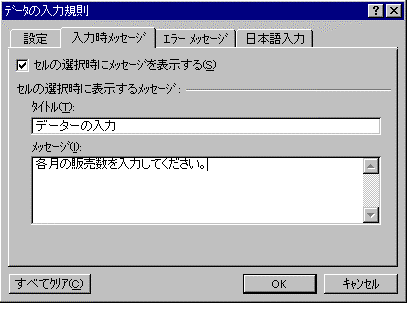 データの入力規則
設定 入力時メッセージ エラー メッセージ 日本語入力
セルの選択時にメッセージを表示する(S)
セルの選択時に表示するメッセージ:
タイトル(T):
データーの入力
メッセージ(I):
各月の販売数を入力してください。
すべてクリア(C) OK キャンセル